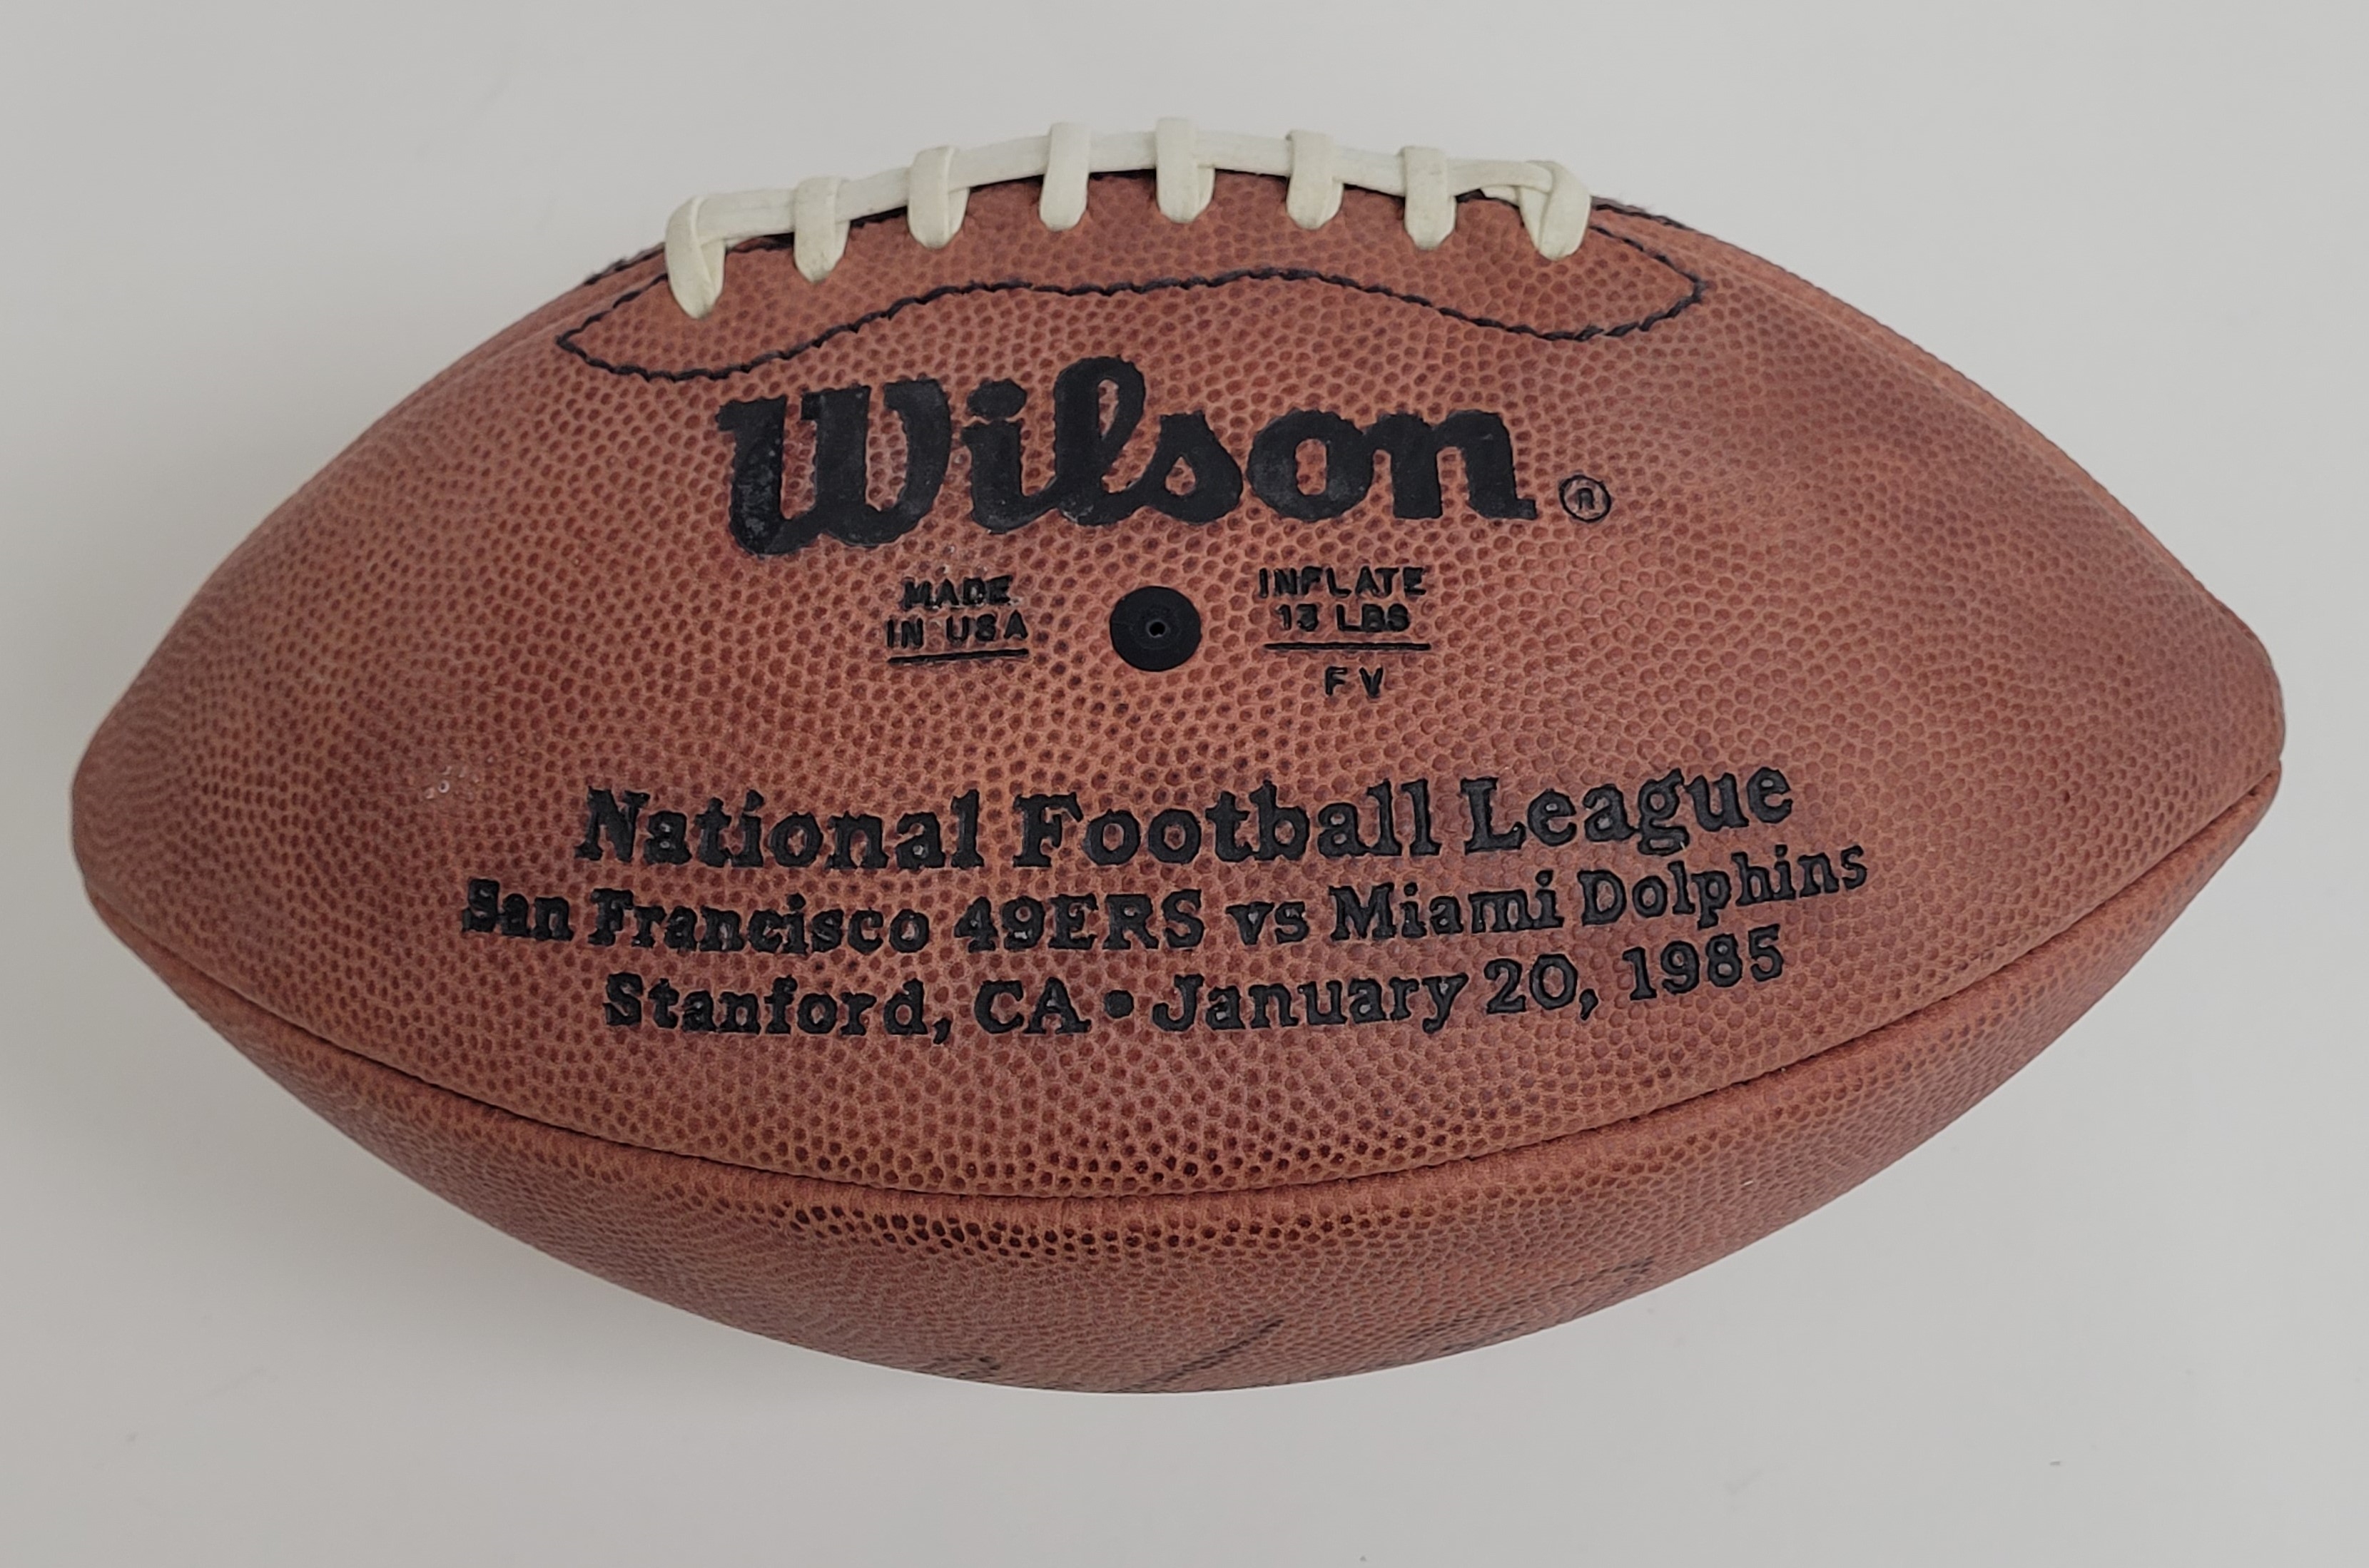 Wilson®
MADE
IN USA
INFLATE
13 LBS
F V
National Football League
San Francisco 49ERS vs Miami Dolphins
Stanford, CA • January 20, 1985